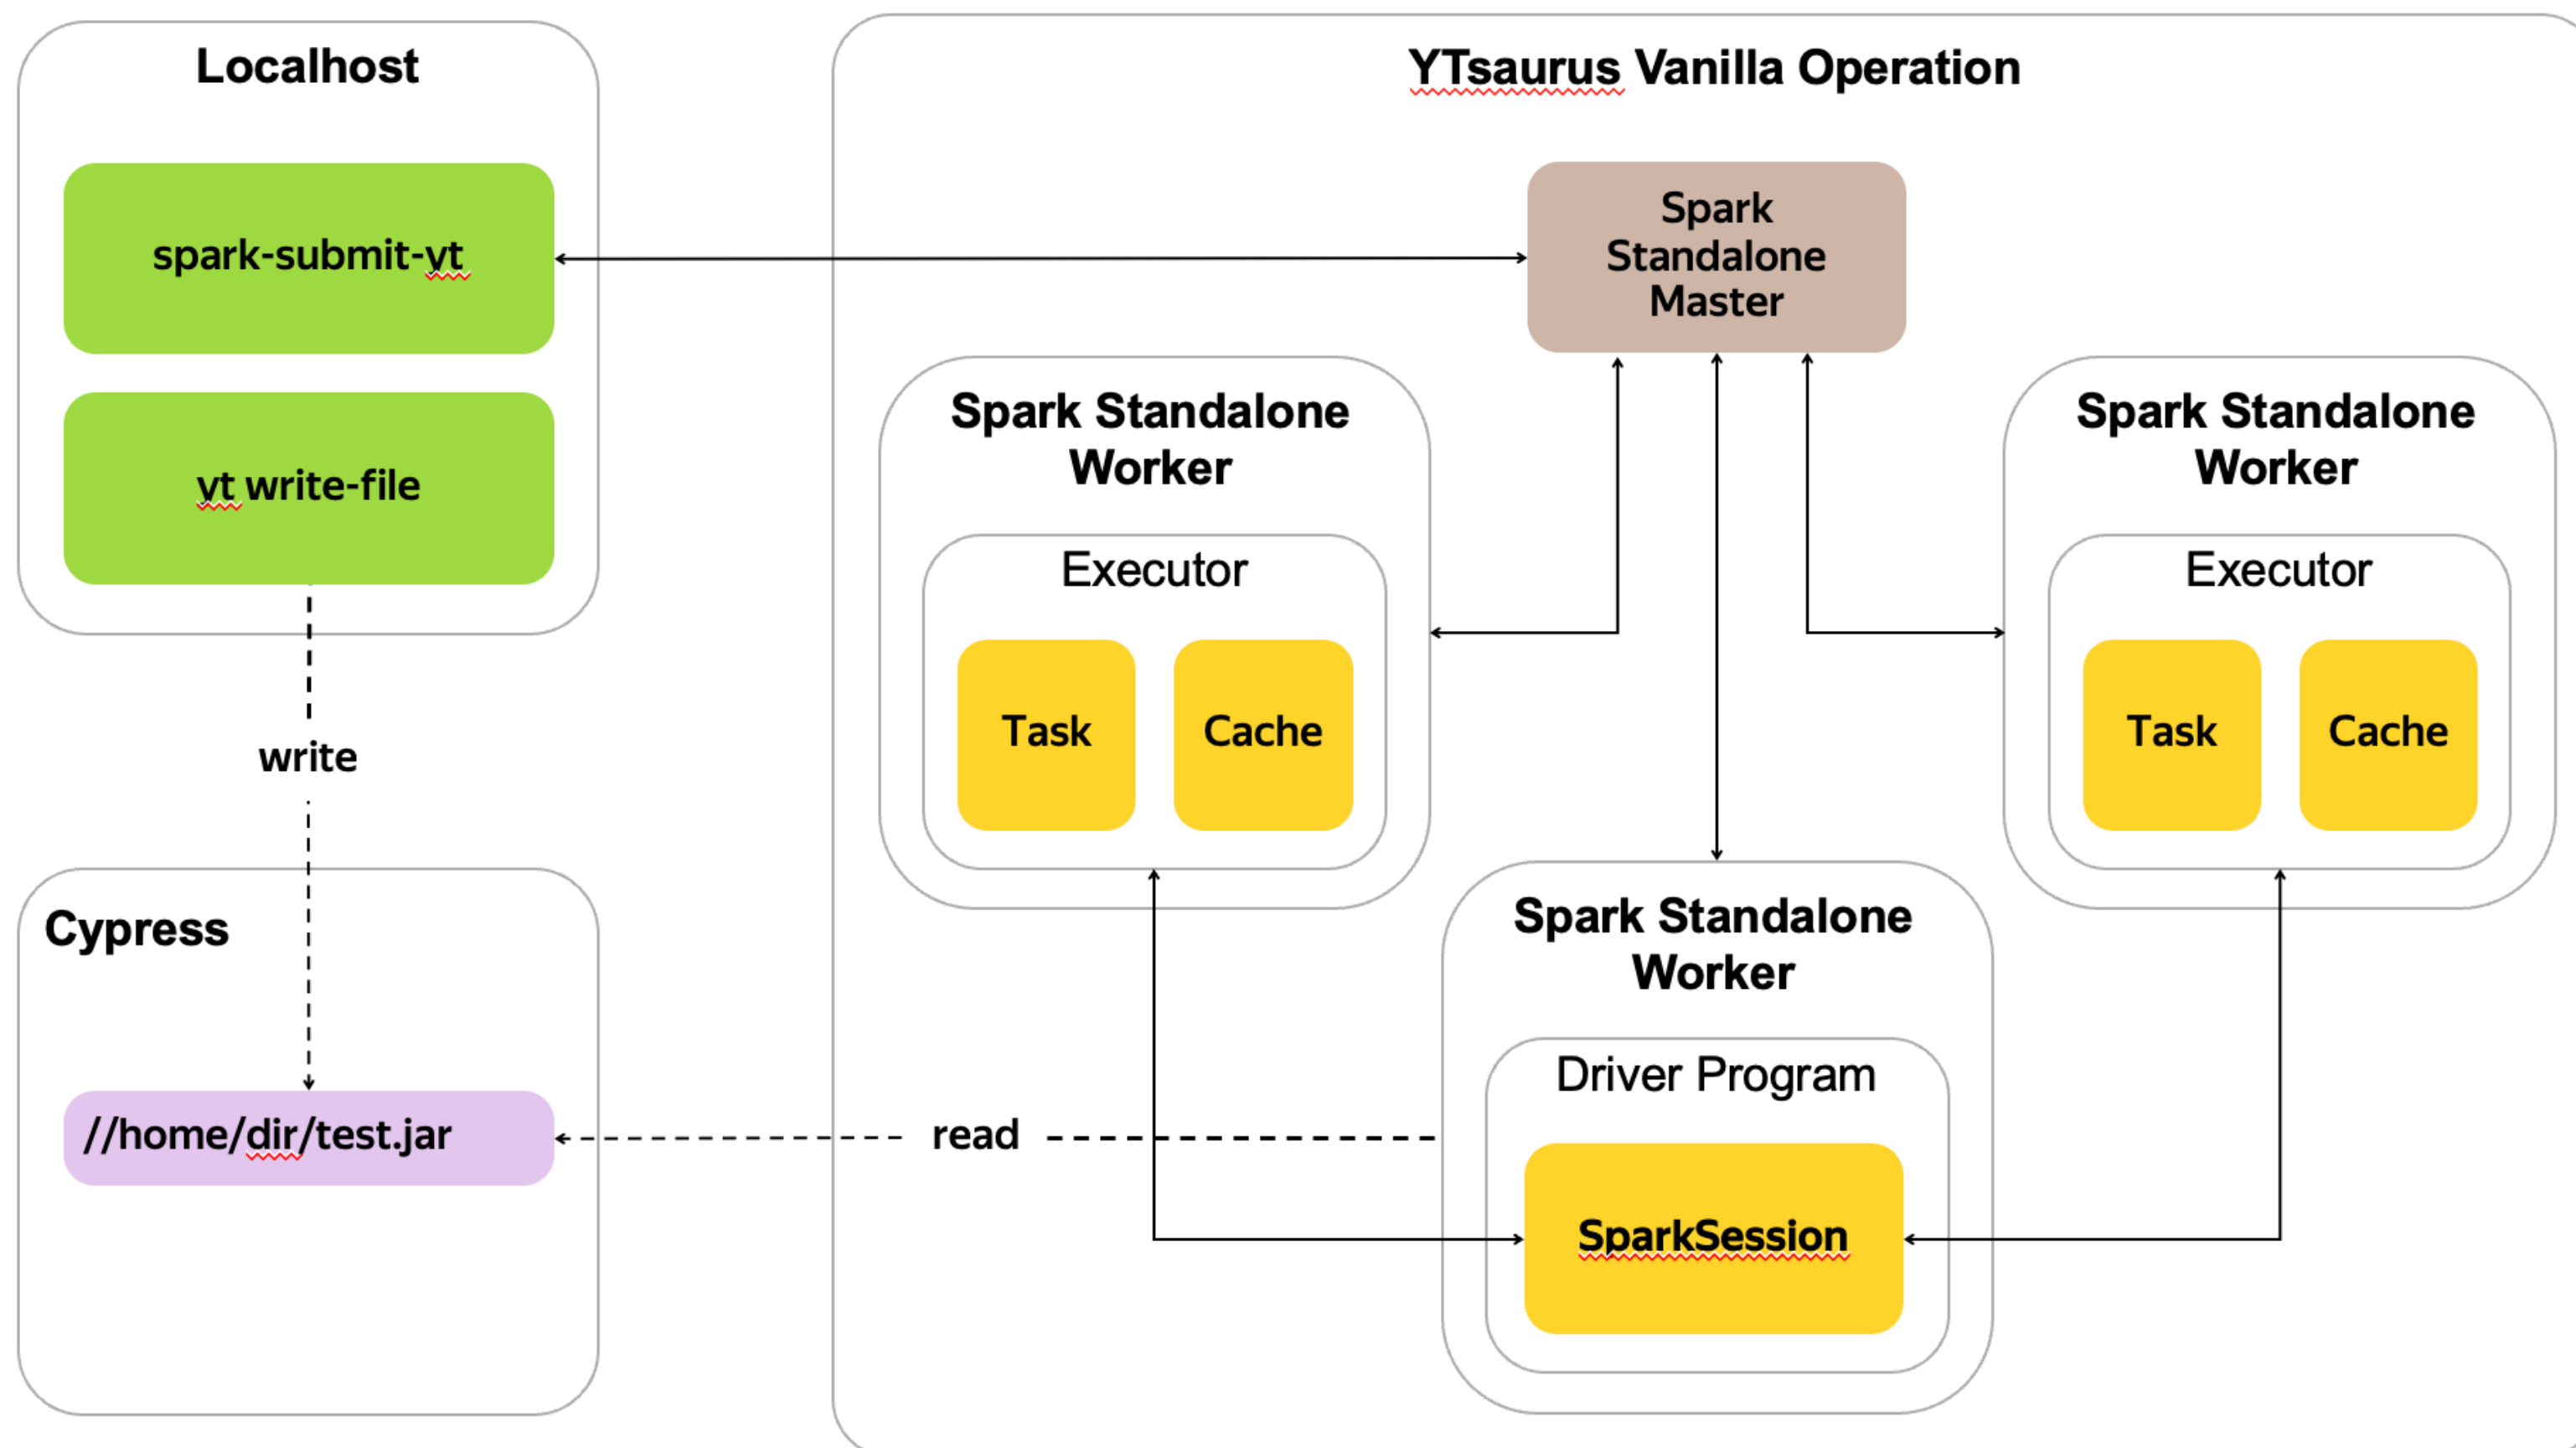 Localhost
spark-submit-yt
yt write-file
write
Cypress
//home/dir/test.jar
read
YTsaurus Vanilla Operation
Spark
Standalone
Master
Spark Standalone
Worker
Executor
Task
Cache
Spark Standalone
Worker
Executor
Task
Cache
Spark Standalone
Worker
Driver Program
SparkSession